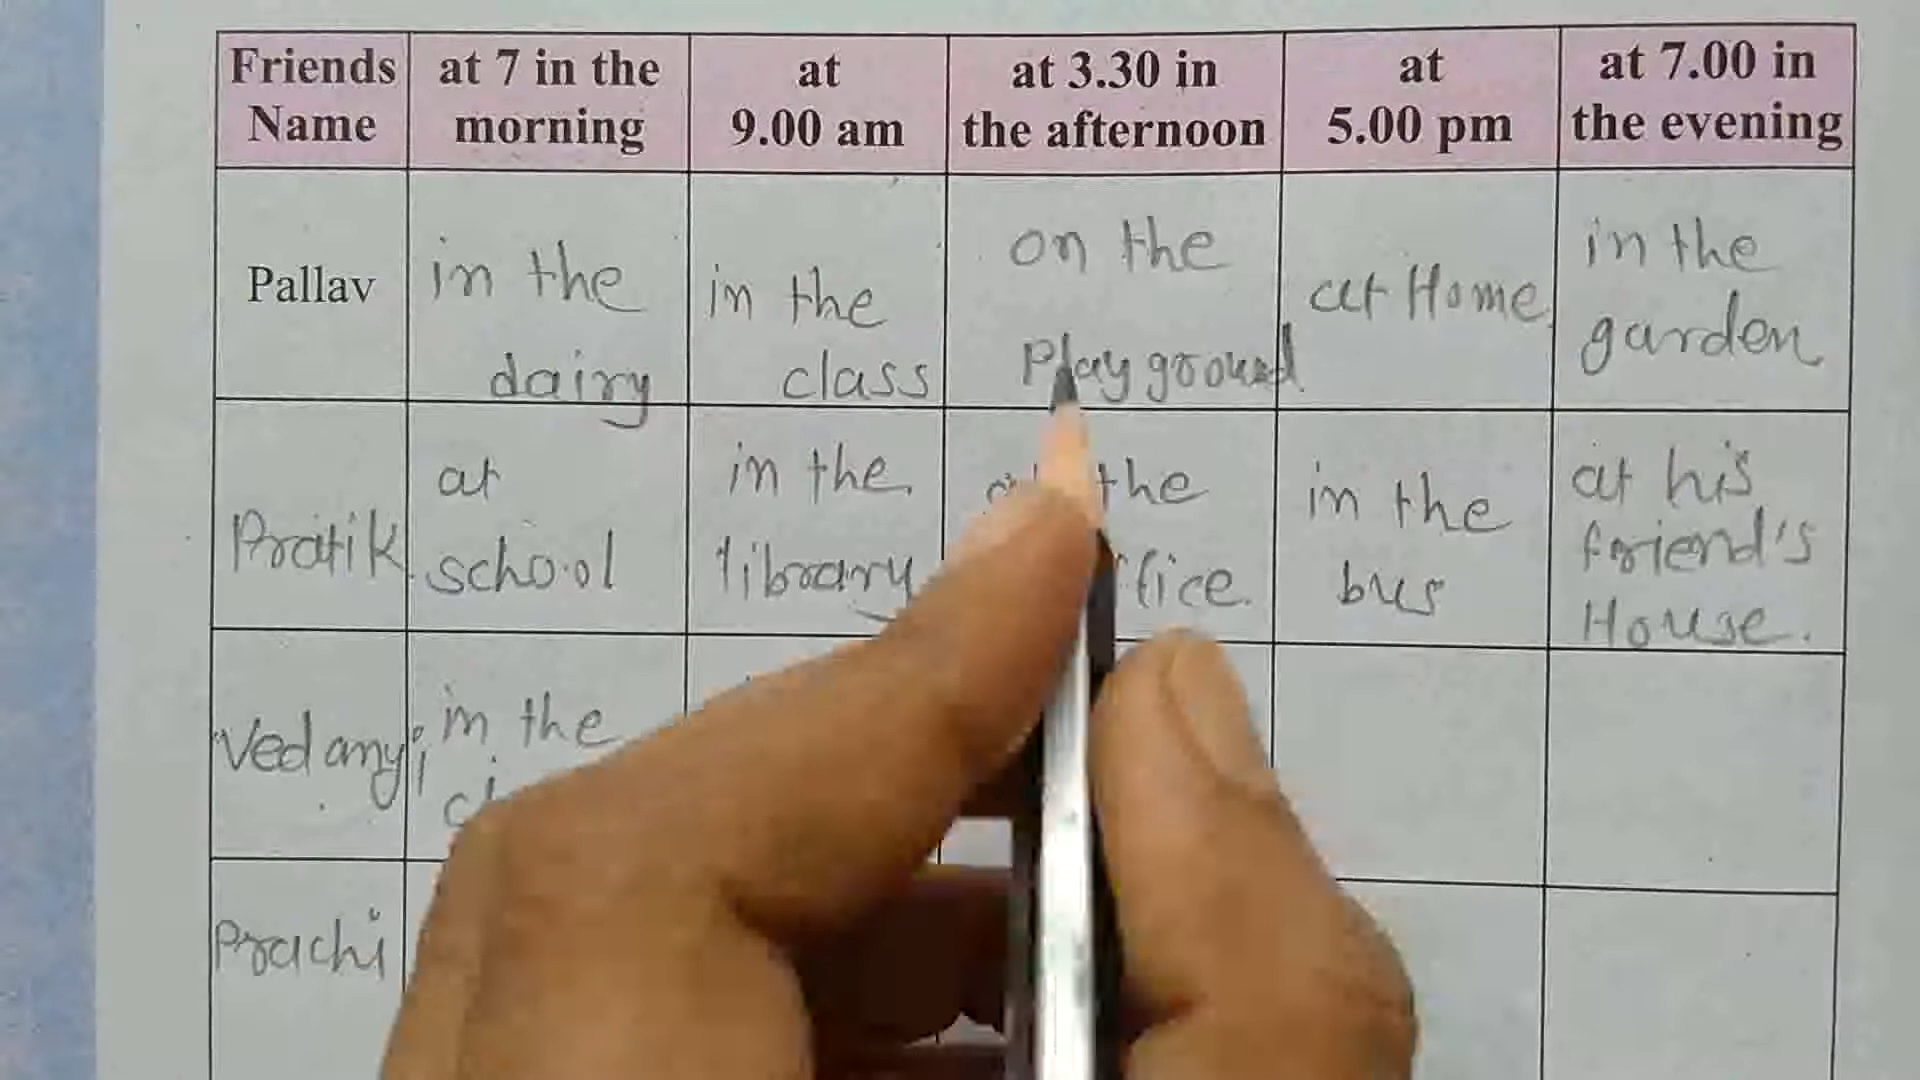 Friends Name
at 7 in the morning
at 9.00 am
at 3.30 in the afternoon
at 5.00 pm
at 7.00 in the evening
Pallav
in the
dairy
in the
class
on the
Playground
at Home
in the
garden
Pratik
at
school
in the
library
the
in the
bus
at his
friend's
House.
Vedanyi
in the
Prachi